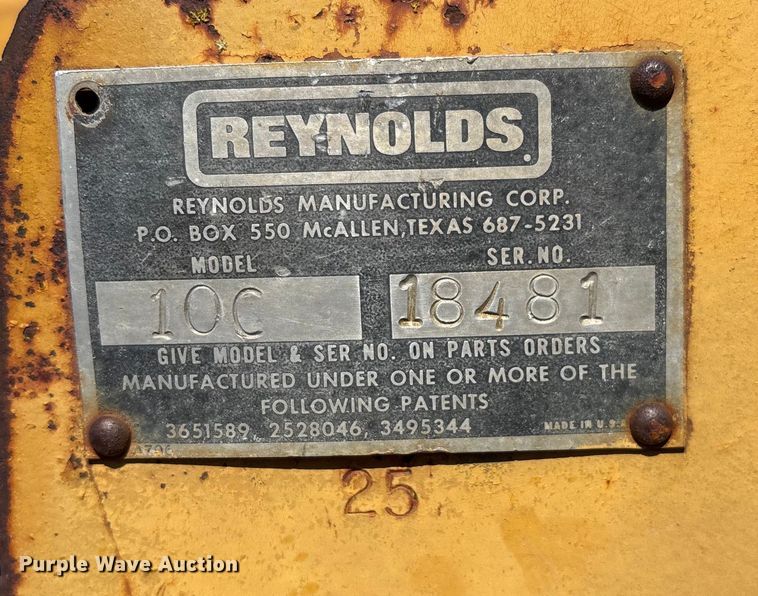 REYNOLDS.
REYNOLDS MANUFACTURING CORP.
P.O. BOX 550 McALLEN, TEXAS 687-5231
MODEL SER. NO.
10C 18481
GIVE MODEL & SER NO. ON PARTS ORDERS
MANUFACTURED UNDER ONE OR MORE OF THE
FOLLOWING PATENTS
3651589, 2528046, 3495344 MADE IN U.S.
25
Purple Wave Auction